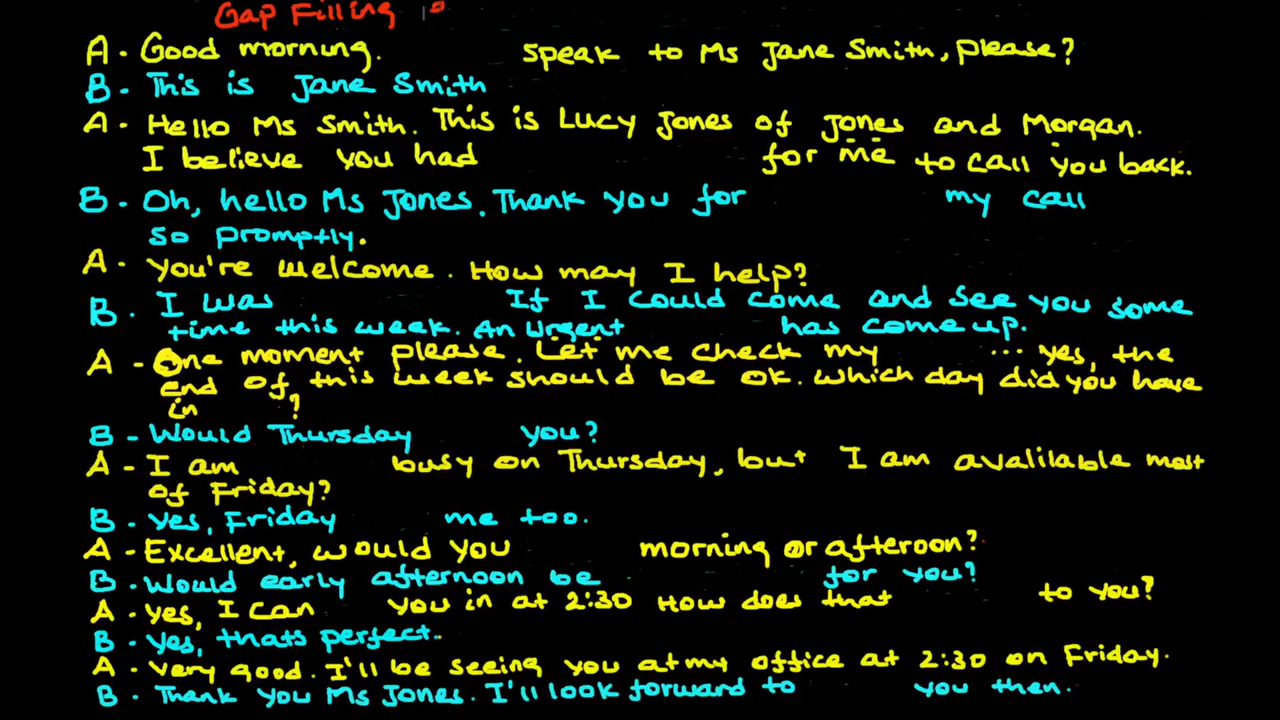 Gap Filling
A - Good morning. Speak to Ms Jane Smith, please?
B - This is Jane Smith
A - Hello Ms Smith. This is Lucy Jones of Jones and Morgan.
I believe you had for me to call you back.
B - Oh, hello Ms Jones. Thank you for my call
so promptly.
A - You're welcome. How may I help?
B - I was If I could come and see you some
time this week. An Urgent has come up.
A - One moment please. Let me check my ... yes, the
end of this week should be ok. Which day did you have
in ?
B - Would Thursday you?
A - I am busy on Thursday, but I am avalilable most
of Friday?
B - Yes, Friday me too.
A - Excellent, would you morning or afteroon?
B - Would early afternoon be for you?
A - Yes, I can you in at 2:30 How does that to you?
B - Yes, thats perfect.
A - Very good. I'll be seeing you at my office at 2:30 on Friday.
B - Thank you Ms Jones. I'll look forward to you then.